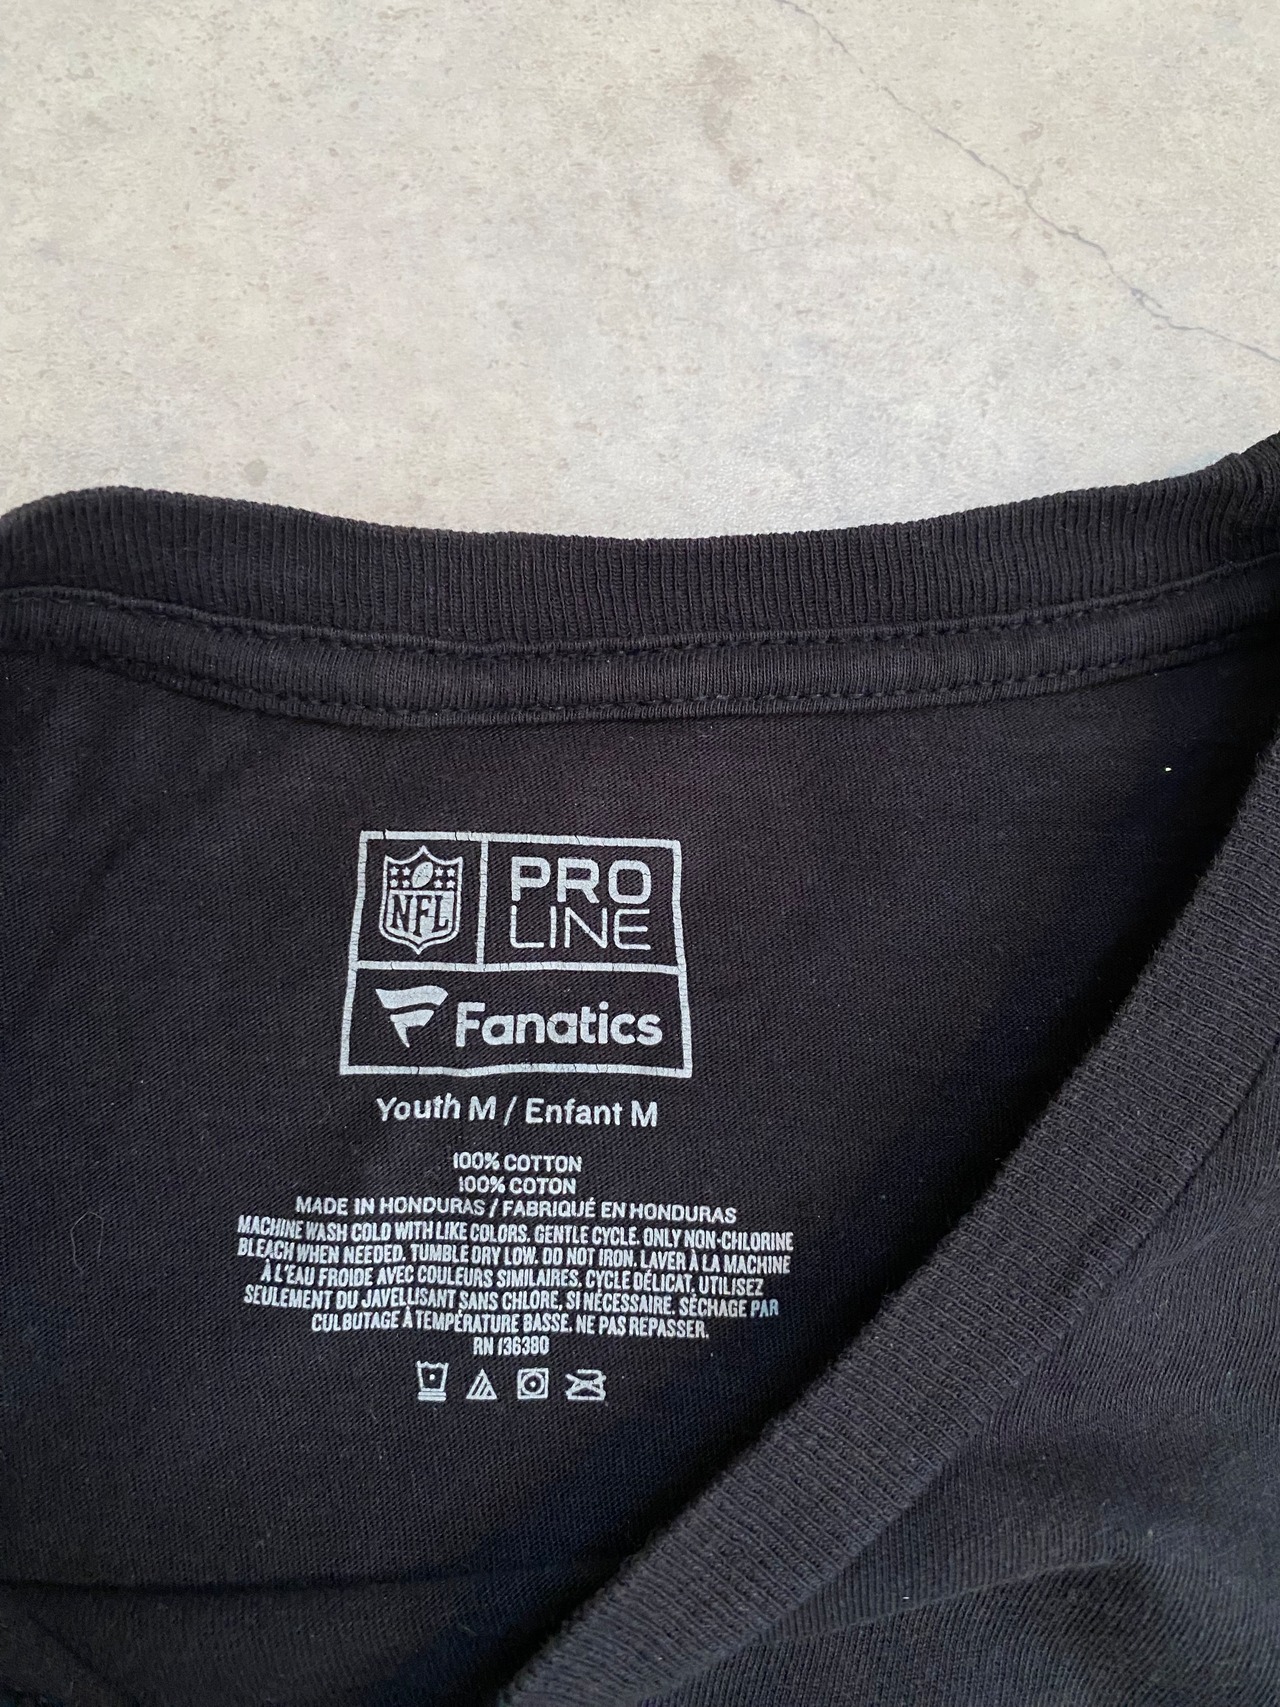 NFL
PRO
LINE
Fanatics
Youth M / Enfant M
100% COTTON
100% COTON
MADE IN HONDURAS / FABRIQUÉ EN HONDURAS
MACHINE WASH COLD WITH LIKE COLORS. GENTLE CYCLE. ONLY NON-CHLORINE
BLEACH WHEN NEEDED. TUMBLE DRY LOW. DO NOT IRON. LAVER À LA MACHINE
À L'EAU FROIDE AVEC COULEURS SIMILAIRES. CYCLE DÉLICAT. UTILISEZ
SEULEMENT DU JAVELLISANT SANS CHLORE, SI NÉCESSAIRE. SÉCHAGE PAR
CULBUTAGE À TEMPÉRATURE BASSE. NE PAS REPASSER.
RN 136380